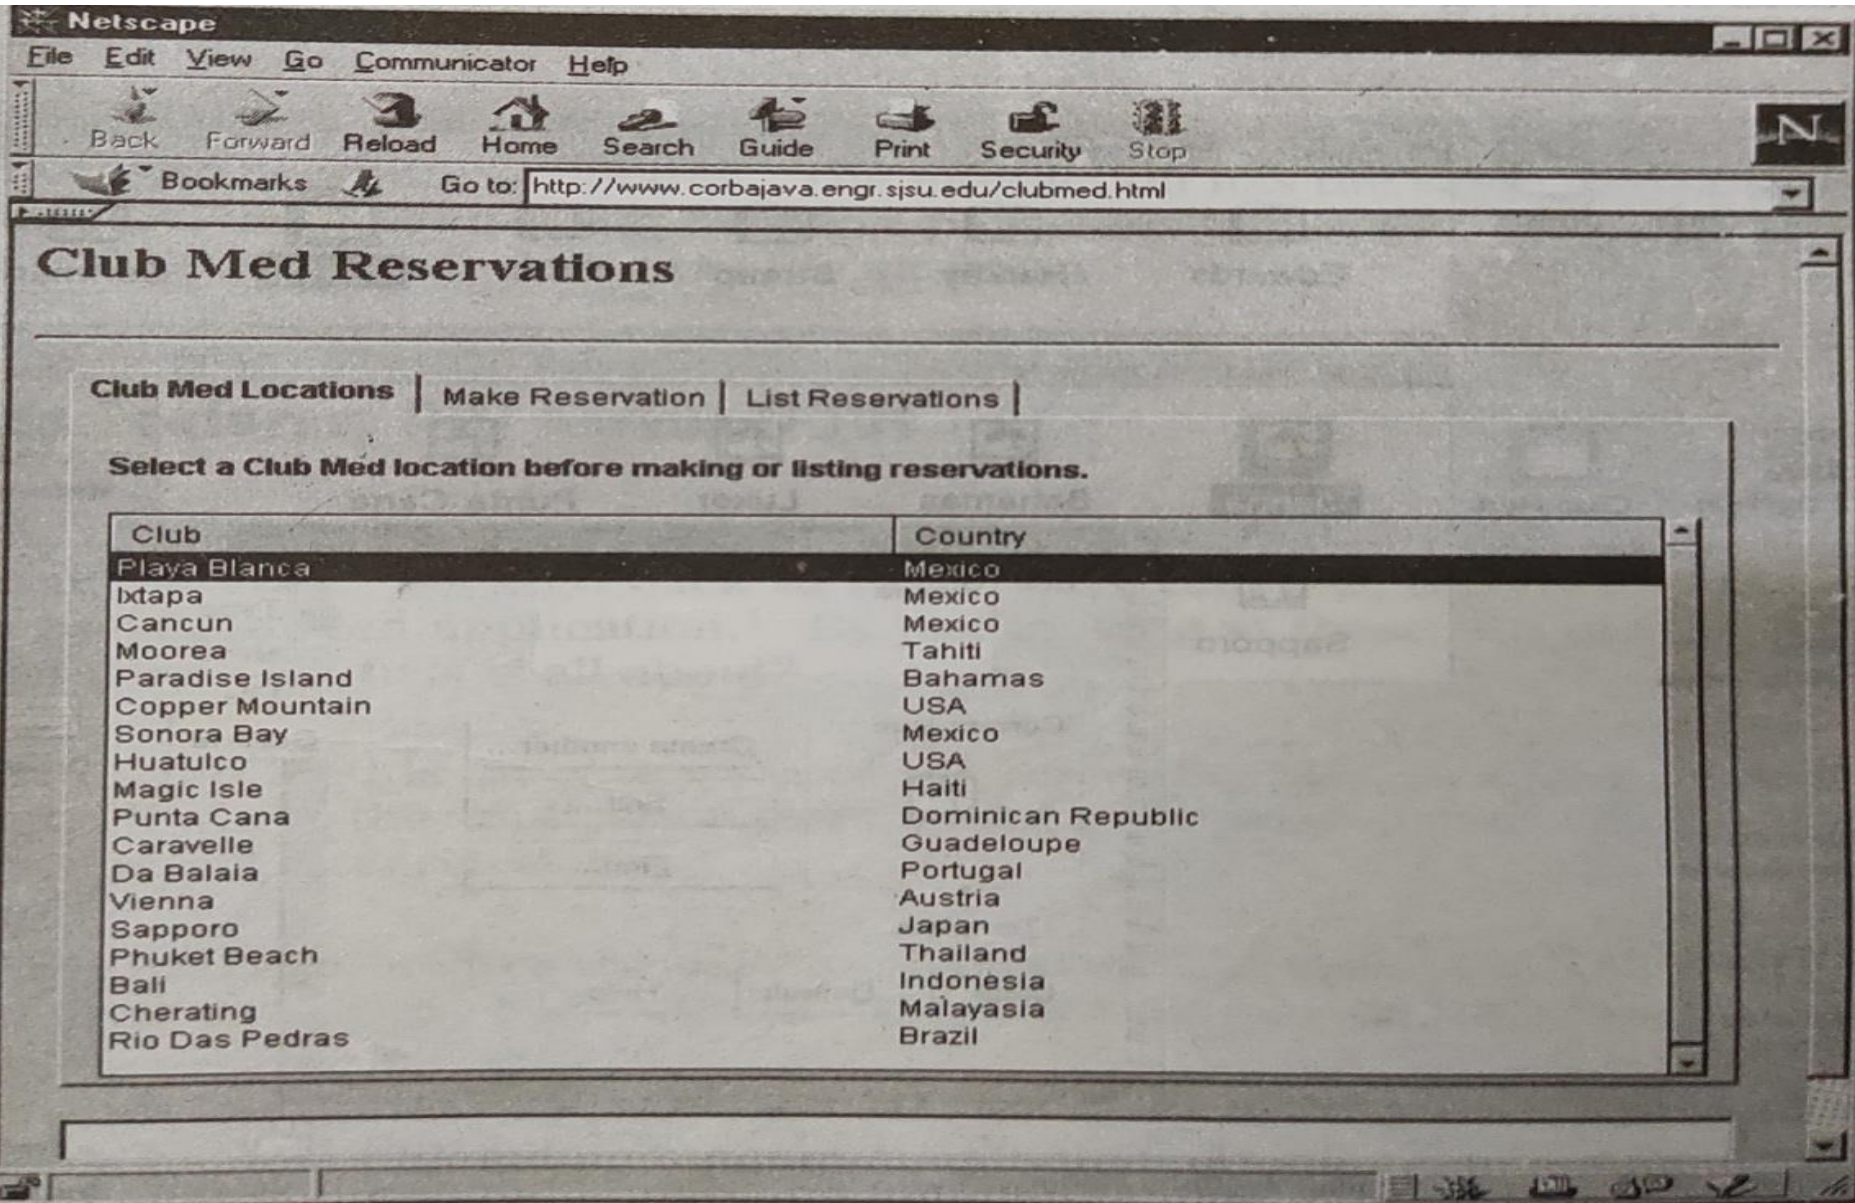 Netscape
File Edit View Go Communicator Help
Back Forward Reload Home Search Guide Print Security Stop
N
Bookmarks Go to: http://www.corbajava.engr.sjsu.edu/clubmed.html
Club Med Reservations
Club Med Locations Make Reservation List Reservations
Select a Club Med location before making or listing reservations.
Club Country
Playa Blanca Mexico
Ixtapa Mexico
Cancun Mexico
Moorea Tahiti
Paradise Island Bahamas
Copper Mountain USA
Sonora Bay Mexico
Huatulco USA
Magic Isle Haiti
Punta Cana Dominican Republic
Caravelle Guadeloupe
Da Balaia Portugal
Vienna Austria
Sapporo Japan
Phuket Beach Thailand
Bali Indonesia
Cherating Malayasia
Rio Das Pedras Brazil